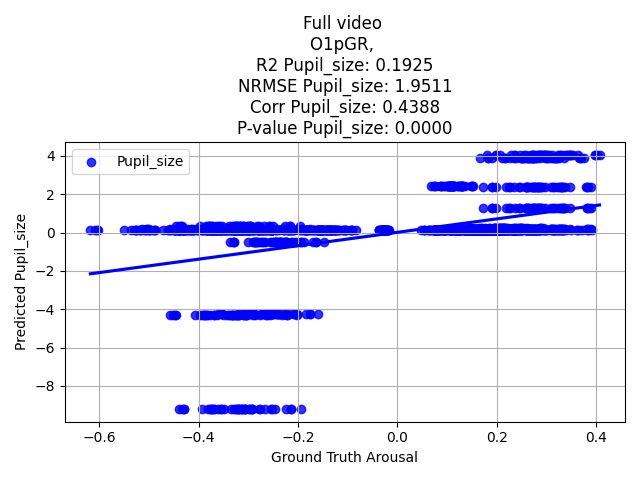 Full video
O1pGR,
R2 Pupil_size: 0.1925
NRMSE Pupil_size: 1.9511
Corr Pupil_size: 0.4388
P-value Pupil_size: 0.0000
Pupil_size
Predicted Pupil_size
4
2
0
−2
−4
−6
−8
−0.6 −0.4 −0.2 0.0 0.2 0.4
Ground Truth Arousal